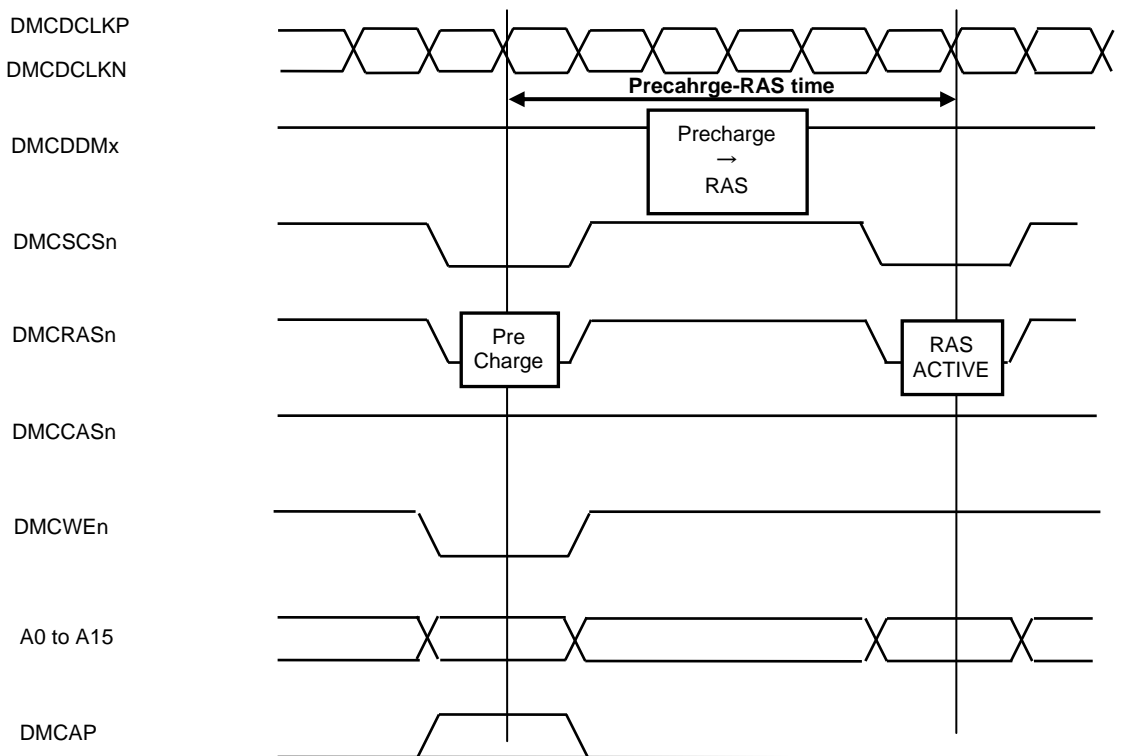 DMCDCLKP
DMCDCLKN
Precahrge-RAS time
DMCDDMx
Precharge
→
RAS
DMCSCSn
DMCRASn
Pre
Charge
RAS
ACTIVE
DMCCASn
DMCWEn
A0 to A15
DMCAP